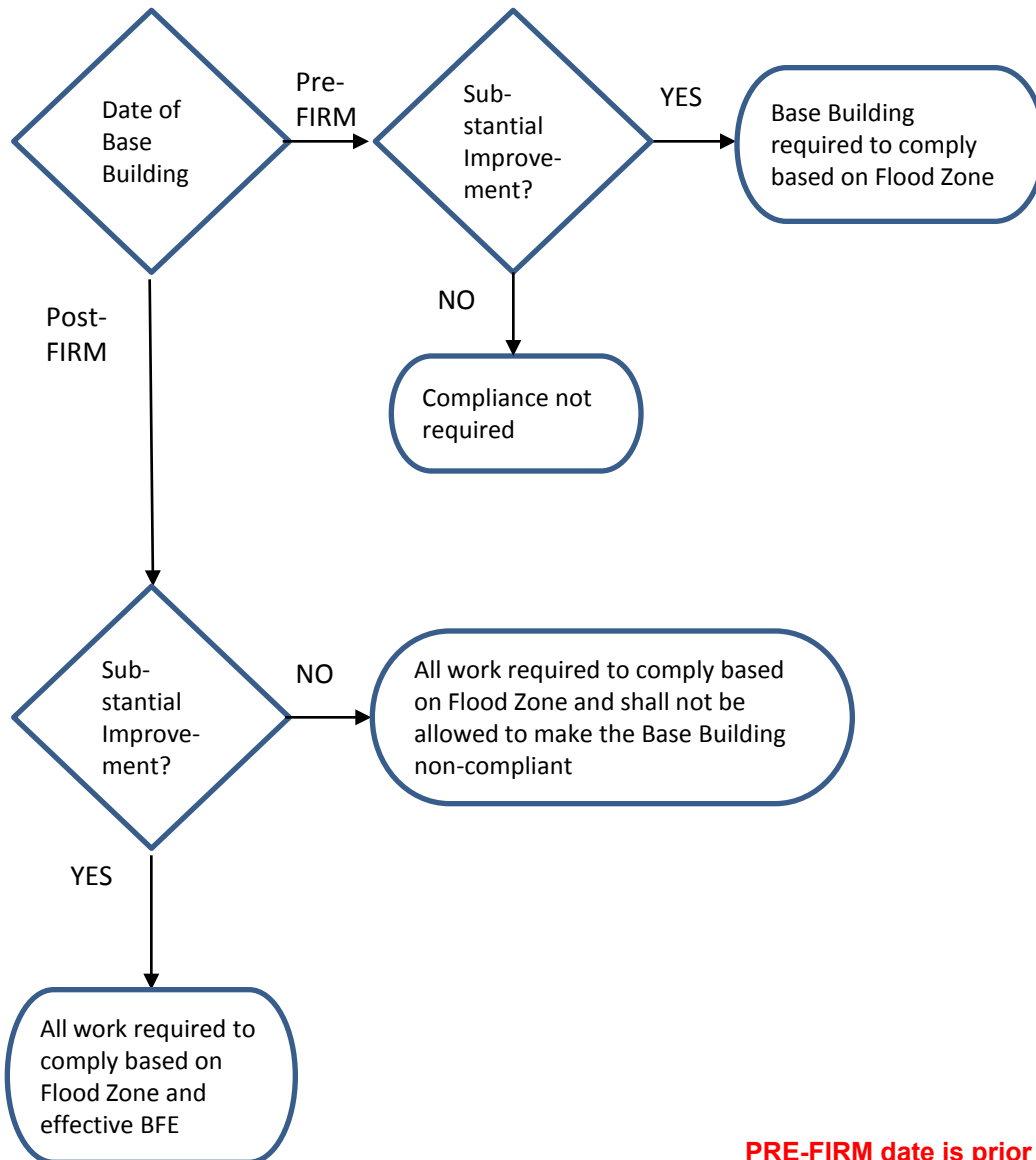 Date of
Base
Building
Pre-
FIRM
Sub-
stantial
Improve-
ment?
YES
Base Building
required to comply
based on Flood Zone
NO
Compliance not
required
Post-
FIRM
Sub-
stantial
Improve-
ment?
NO
All work required to comply based
on Flood Zone and shall not be
allowed to make the Base Building
non-compliant
YES
All work required to
comply based on
Flood Zone and
effective BFE
PRE-FIRM date is prior